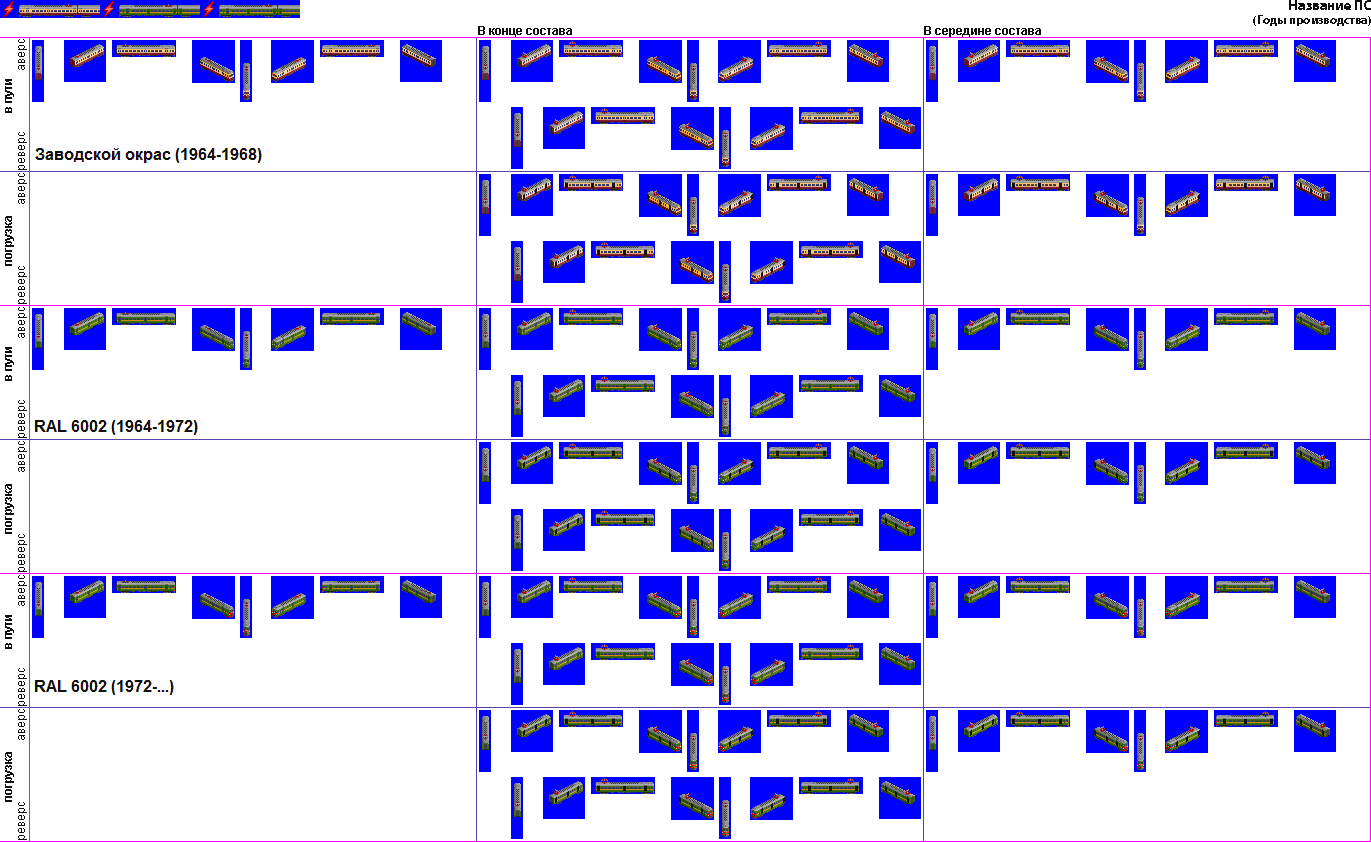 Название ПС
(Годы производства)
В конце состава
В середине состава
аверс
в пути
реверс
Заводской окрас (1964-1968)
аверс
погрузка
реверс
аверс
в пути
реверс
RAL 6002 (1964-1972)
аверс
погрузка
реверс
аверс
в пути
реверс
RAL 6002 (1972-...)
аверс
погрузка
реверс